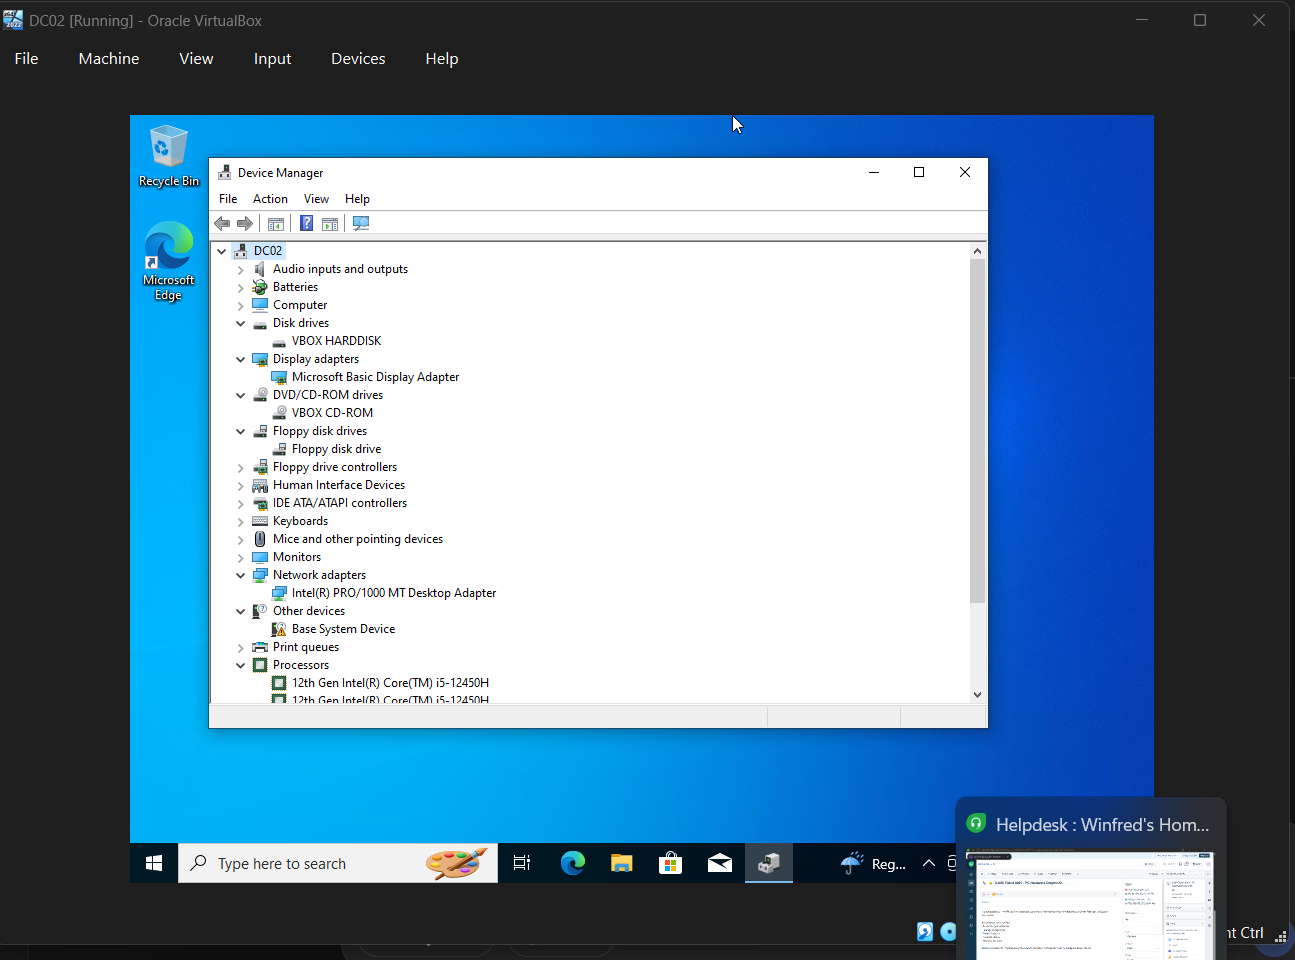 DC02 [Running] - Oracle VirtualBox
File Machine View Input Devices Help
Recycle Bin
Microsoft
Edge
Device Manager
File Action View Help
DC02
Audio inputs and outputs
Batteries
Computer
Disk drives
VBOX HARDDISK
Display adapters
Microsoft Basic Display Adapter
DVD/CD-ROM drives
VBOX CD-ROM
Floppy disk drives
Floppy disk drive
Floppy drive controllers
Human Interface Devices
IDE ATA/ATAPI controllers
Keyboards
Mice and other pointing devices
Monitors
Network adapters
Intel(R) PRO/1000 MT Desktop Adapter
Other devices
Base System Device
Print queues
Processors
12th Gen Intel(R) Core(TM) i5-12450H
12th Gen Intel(R) Core(TM) i5-12450H
Helpdesk : Winfred's Hom...
Type here to search
Reg...
nt Ctrl